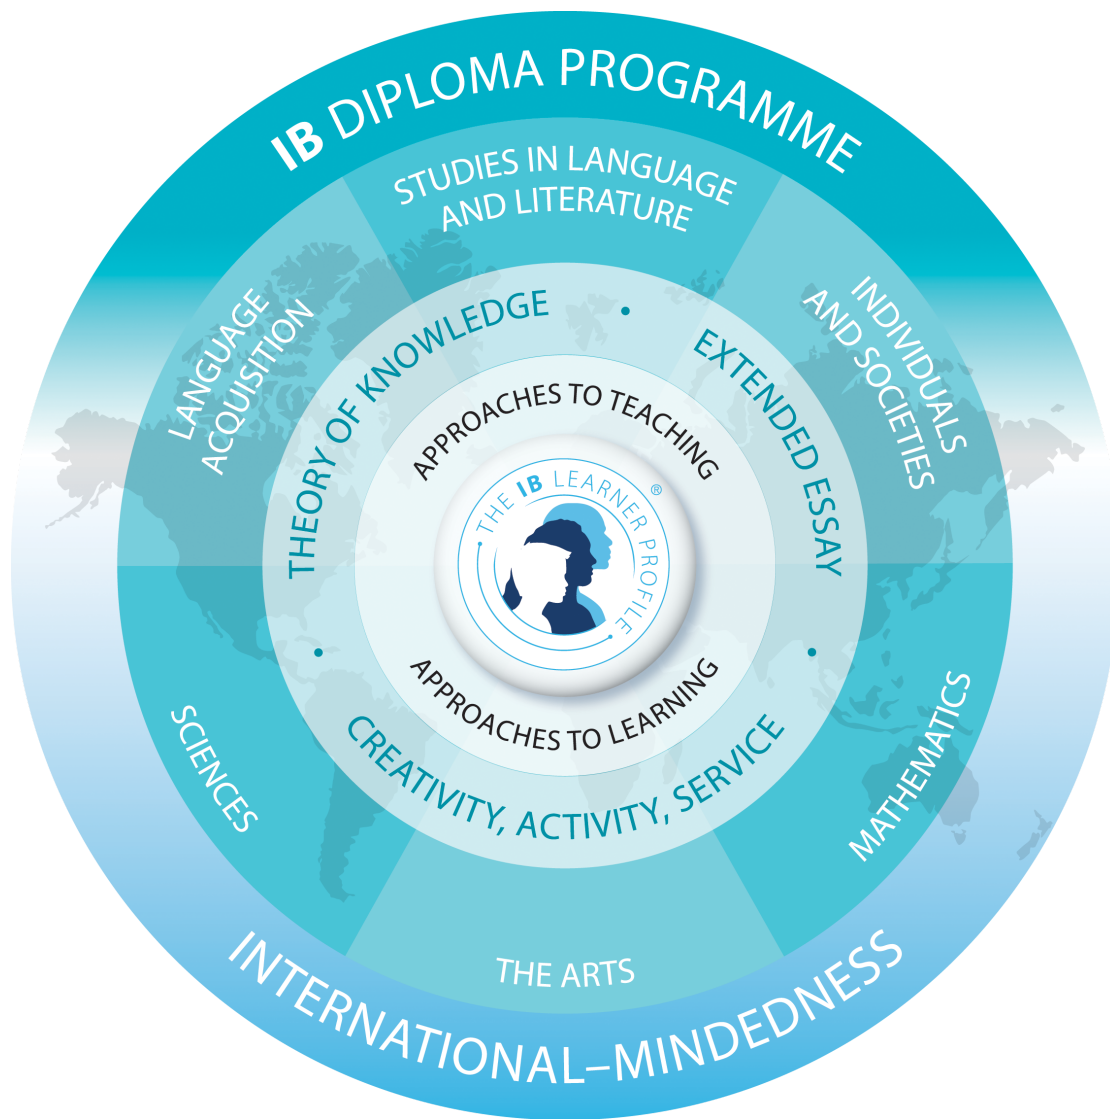 IB DIPLOMA PROGRAMME
STUDIES IN LANGUAGE
AND LITERATURE
LANGUAGE
ACQUISITION
INDIVIDUALS
AND SOCIETIES
THEORY OF KNOWLEDGE
•
EXTENDED ESSAY
•
APPROACHES TO TEACHING
THE IB LEARNER PROFILE
®
APPROACHES TO LEARNING
•
CREATIVITY, ACTIVITY, SERVICE
SCIENCES
MATHEMATICS
THE ARTS
INTERNATIONAL–MINDEDNESS